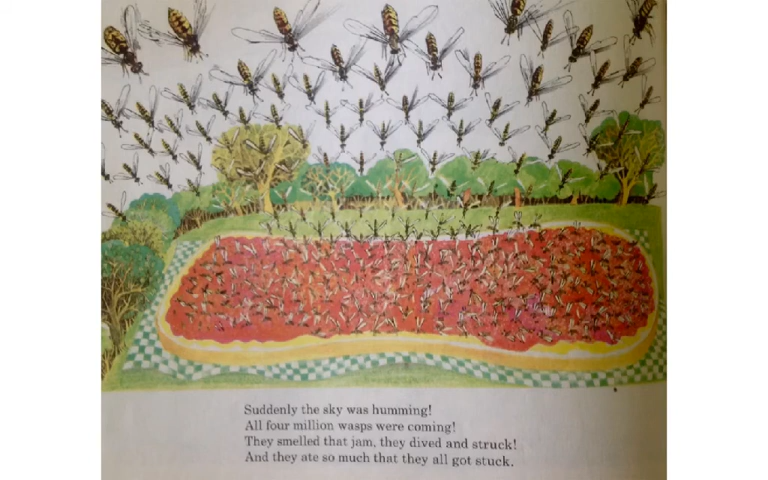 Suddenly the sky was humming!
All four million wasps were coming!
They smelled that jam, they dived and struck!
And they ate so much that they all got stuck.